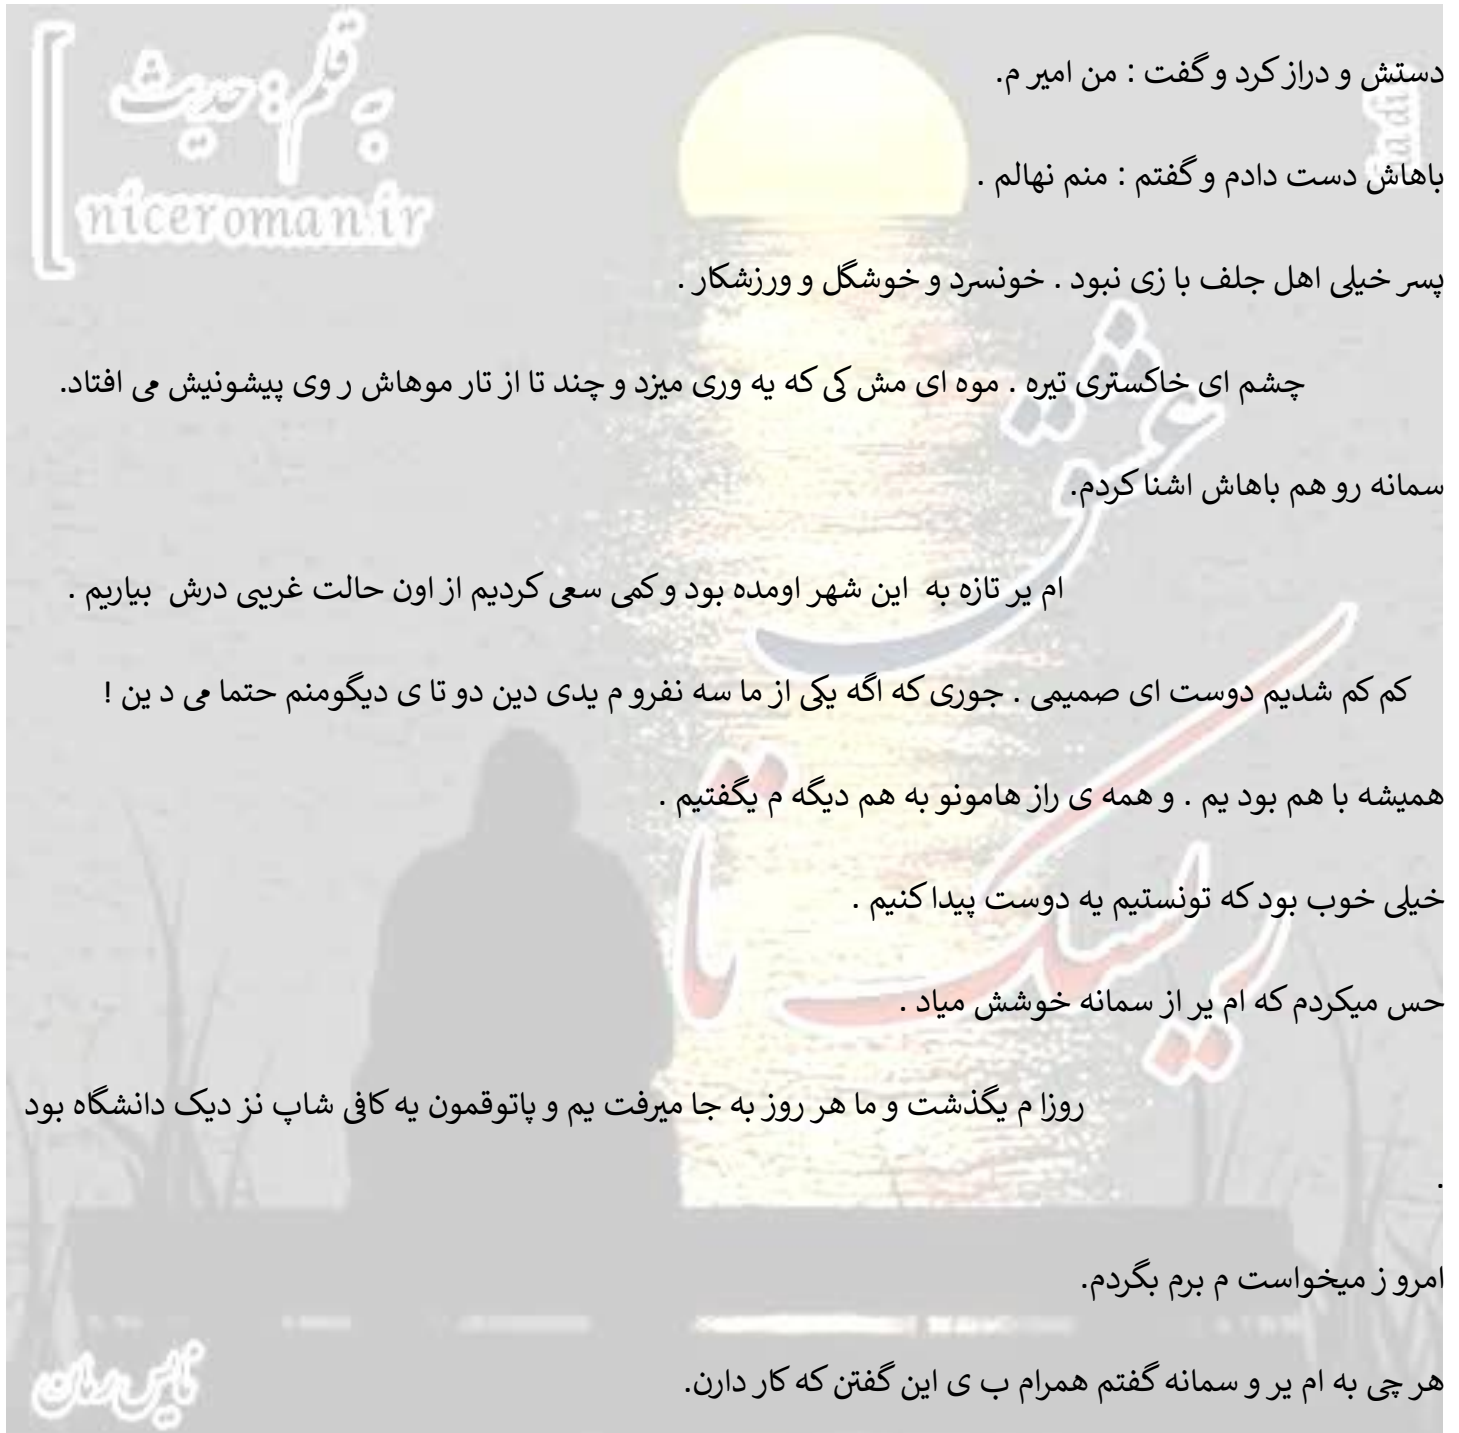 به قلم: حدیث
niceroman.ir
دستش و دراز کرد و گفت : من امیر م.
باهاش دست دادم و گفتم : منم نهالم .
پسر خیلی اهل جلف با زی نبود . خونسرد و خوشگل و ورزشکار .
چشم ای خاکستری تیره . موه ای مش کی که یه وری میزد و چند تا از تار موهاش ر وی پیشونیش می افتاد.
سمانه رو هم باهاش اشنا کردم.
ام یر تازه به این شهر اومده بود و کمی سعی کردیم از اون حالت غریبی درش بیاریم .
کم کم شدیم دوست ای صمیمی . جوری که اگه یکی از ما سه نفرو م یدی دین دو تا ی دیگومنم حتما می د ین !
همیشه با هم بود یم . و همه ی راز هامونو به هم دیگه م یگفتیم .
خیلی خوب بود که تونستیم یه دوست پیدا کنیم .
حس میکردم که ام یر از سمانه خوشش میاد .
روزا م یگذشت و ما هر روز به جا میرفت یم و پاتوقمون یه کافی شاپ نز دیک دانشگاه بود
.
امرو ز میخواست م برم بگردم.
هر چی به ام یر و سمانه گفتم همرام ب ی این گفتن که کار دارن.
ریسک تا
عشق
نایس رمان